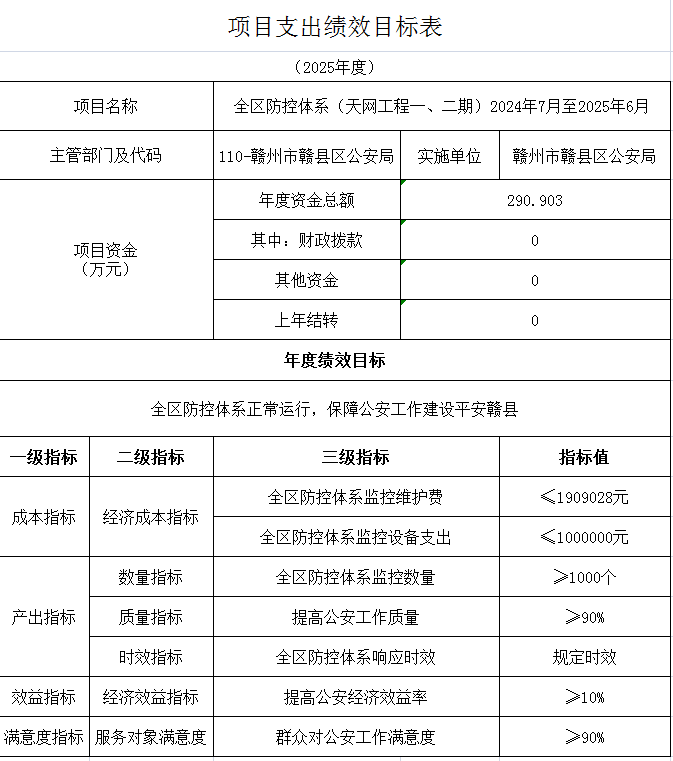 项目支出绩效目标表
（2025年度）
项目名称 全区防控体系（天网工程一、二期）2024年7月至2025年6月
主管部门及代码 110-赣州市赣县区公安局 实施单位 赣州市赣县区公安局
项目资金
（万元）
年度资金总额 290.903
其中：财政拨款 0
其他资金 0
上年结转 0
年度绩效目标
全区防控体系正常运行，保障公安工作建设平安赣县
一级指标 二级指标 三级指标 指标值
成本指标 经济成本指标 全区防控体系监控维护费 ≤1909028元
全区防控体系监控设备支出 ≤1000000元
产出指标 数量指标 全区防控体系监控数量 ≥1000个
质量指标 提高公安工作质量 ≥90%
时效指标 全区防控体系响应时效 规定时效
效益指标 经济效益指标 提高公安经济效益率 ≥10%
满意度指标 服务对象满意度 群众对公安工作满意度 ≥90%